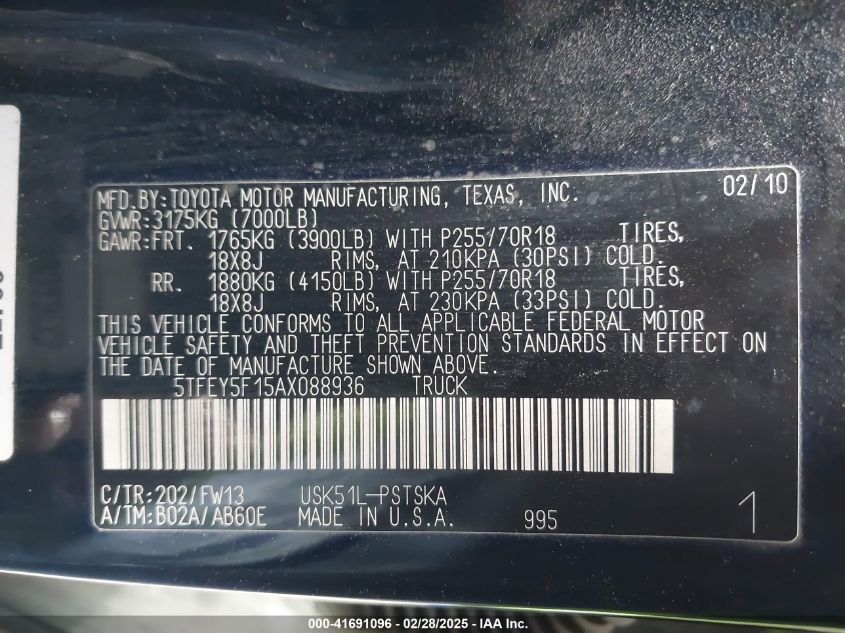 MFD.BY:TOYOTA MOTOR MANUFACTURING, TEXAS, INC. 02/10
GVWR:3175KG (7000LB)
GAWR:FRT. 1765KG (3900LB) WITH P255/70R18 TIRES,
18X8J RIMS, AT 210KPA (30PSI) COLD.
RR. 1880KG (4150LB) WITH P255/70R18 TIRES,
18X8J RIMS, AT 230KPA (33PSI) COLD.
THIS VEHICLE CONFORMS TO ALL APPLICABLE FEDERAL MOTOR
VEHICLE SAFETY AND THEFT PREVENTION STANDARDS IN EFFECT ON
THE DATE OF MANUFACTURE SHOWN ABOVE.
5TFEY5F15AX088936 TRUCK
C/TR:202/FW13 USK51L-PSTSKA
A/TM:B02A/AB60E MADE IN U.S.A. 995 1
000-41691096 - 02/28/2025 - IAA Inc.